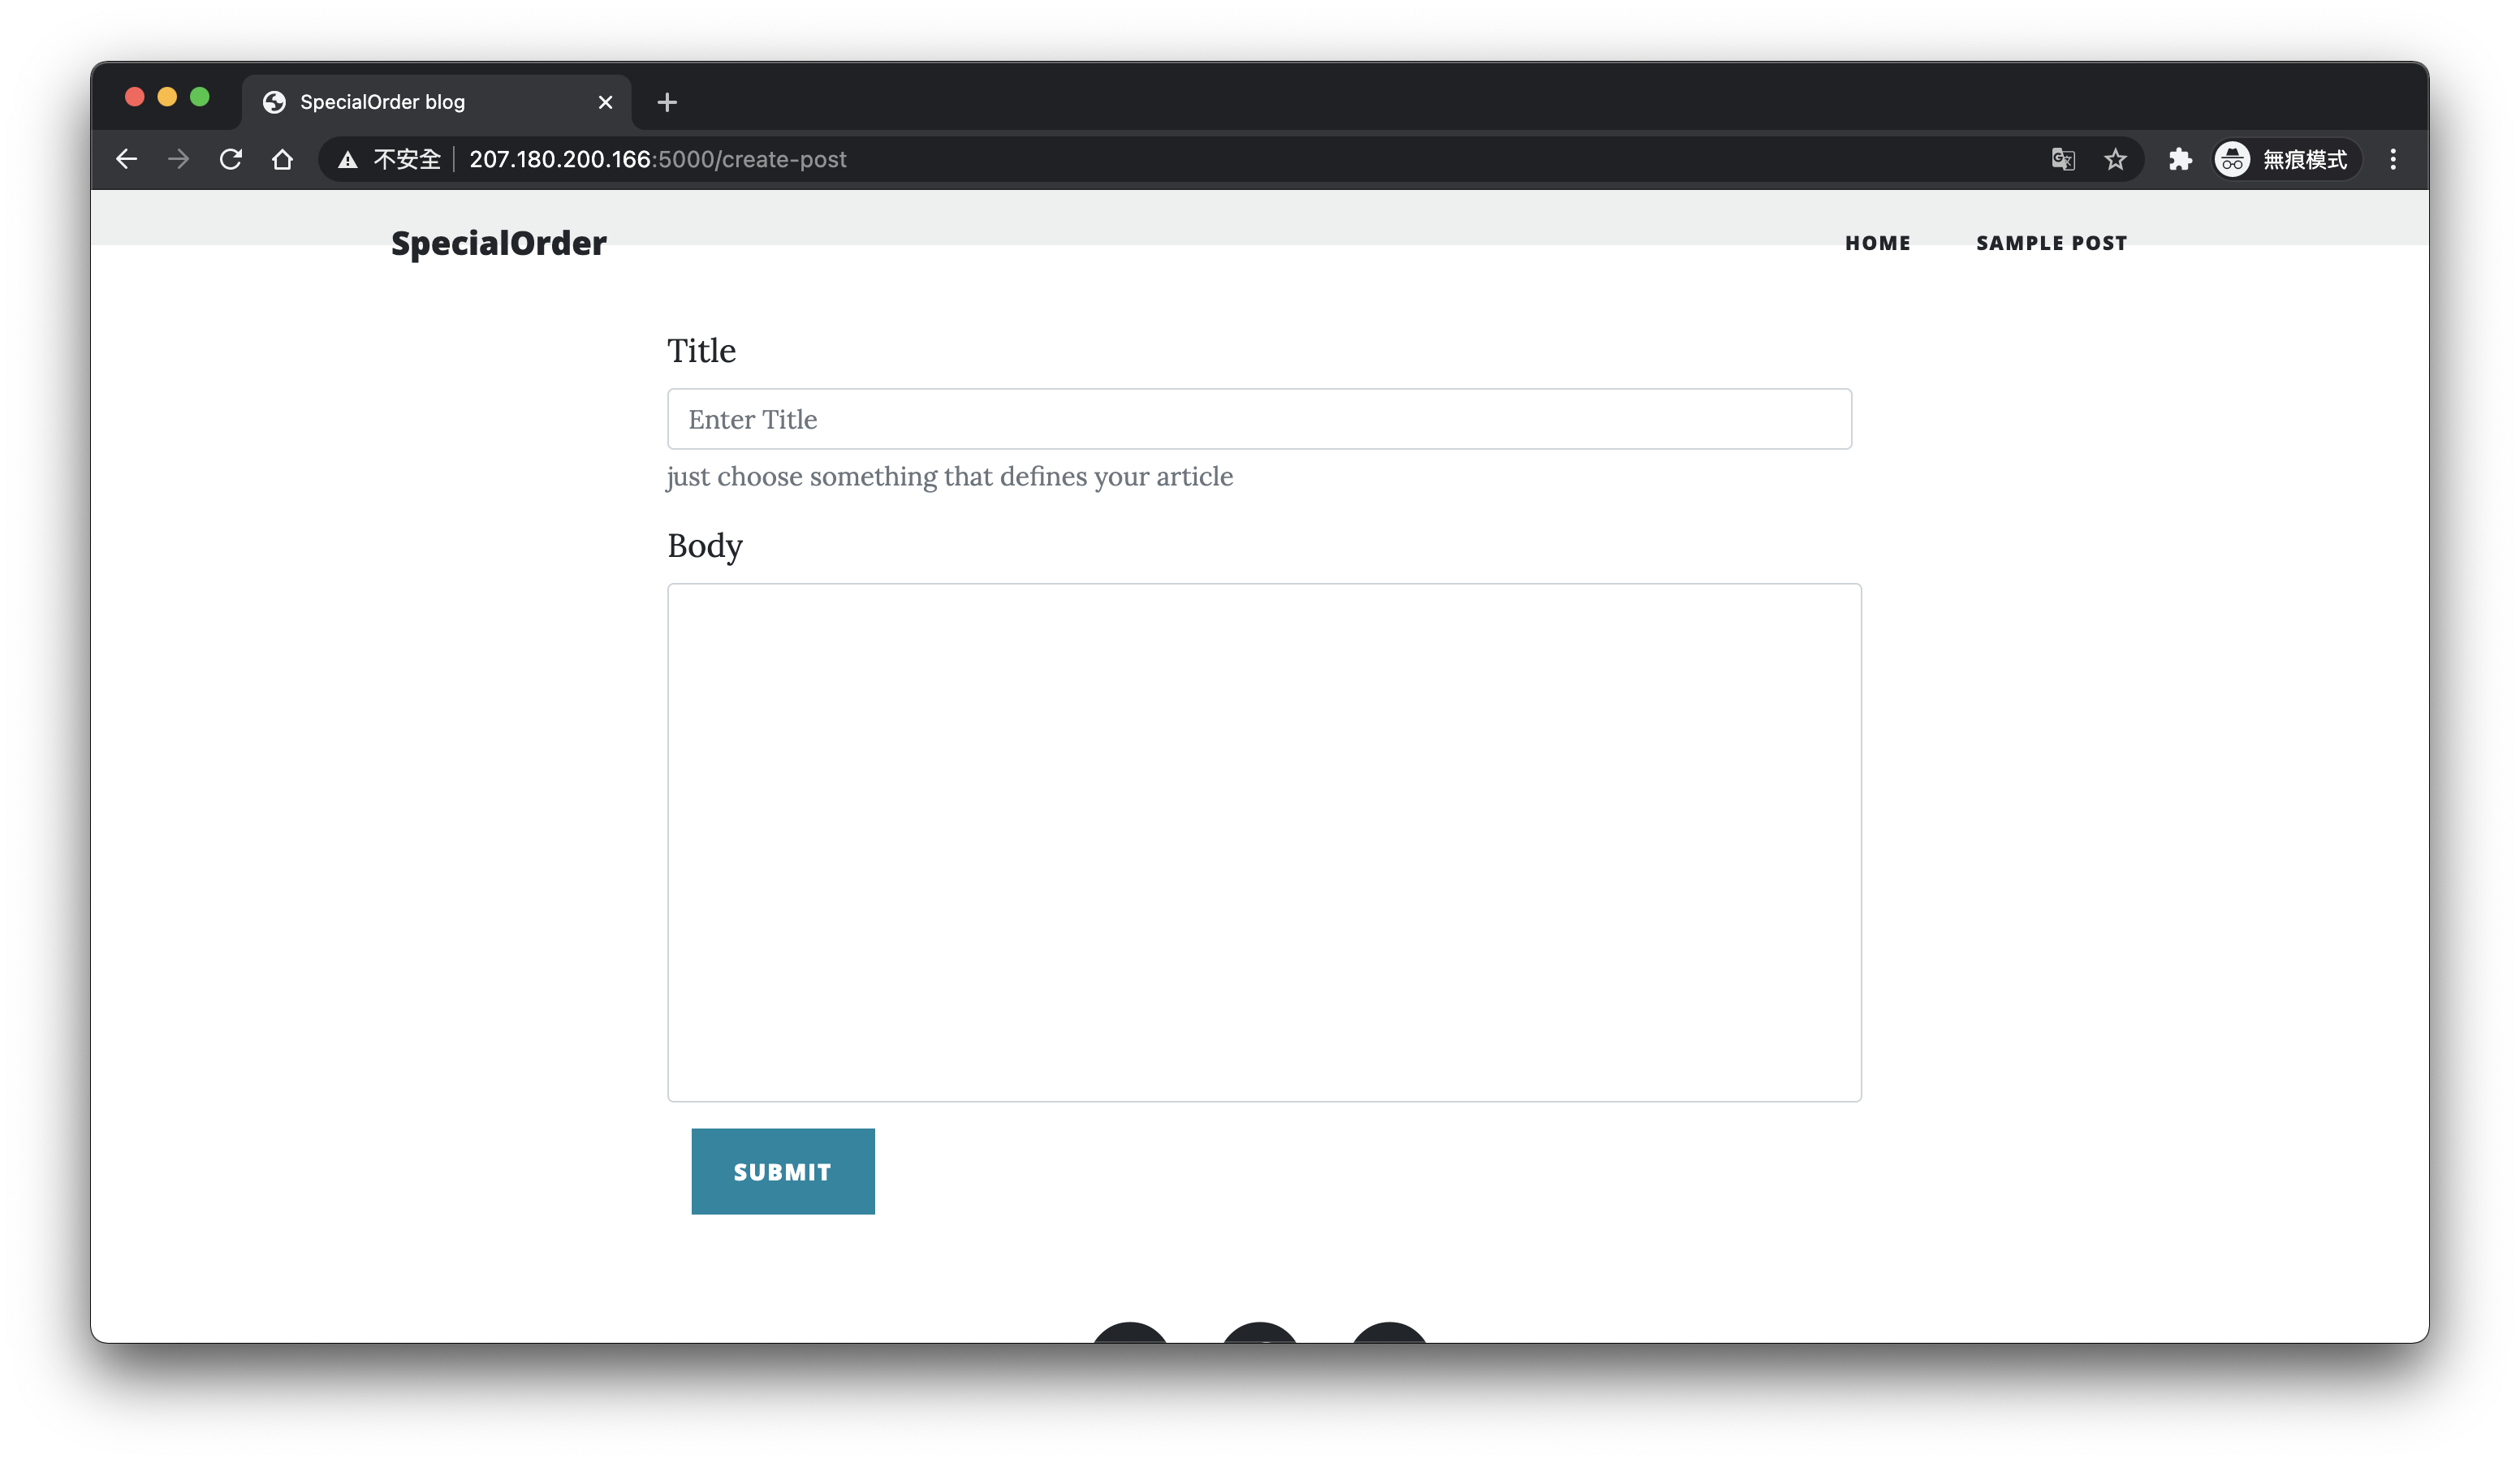 SpecialOrder blog
不安全 207.180.200.166:5000/create-post 無痕模式
SpecialOrder HOME SAMPLE POST
Title
Enter Title
just choose something that defines your article
Body
SUBMIT